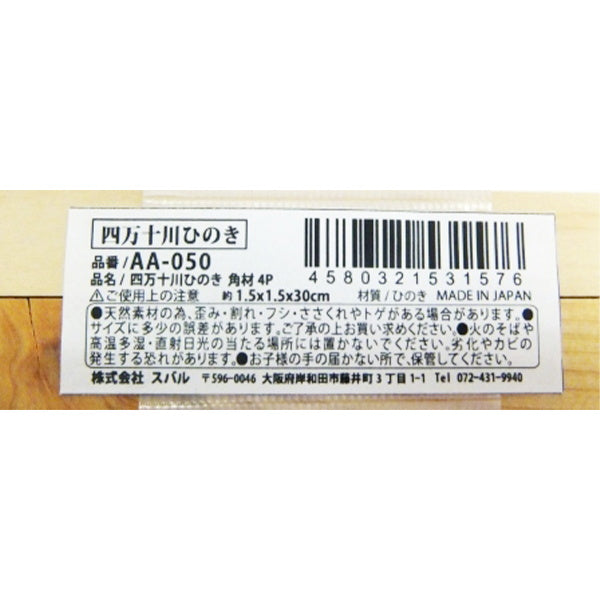 四万十川ひのき
品番/AA-050
4580321531576
品名/四万十川ひのき 角材 4P
⚠ご使用上の注意 約 1.5x1.5x30cm 材質/ひのき MADE IN JAPAN
●天然素材の為、歪み・割れ・フシ・ささくれやトゲがある場合があります。●
サイズに多少の誤差があります。ご了承の上お買い求めください。●火のそばや
高温多湿・直射日光の当たる場所には置かないでください。劣化やカビの
発生する恐れがあります。●お子様の手の届かない所で、保管してください。
株式会社 スバル 〒596-0046 大阪府岸和田市藤井町3丁目1-1 Tel 072-431-9940